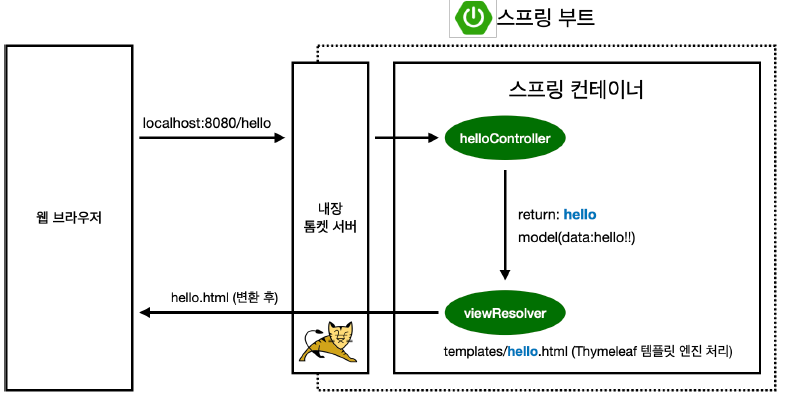 스프링 부트
스프링 컨테이너
localhost:8080/hello
helloController
웹 브라우저
내장
톰켓 서버
return: hello
model(data:hello!!)
hello.html (변환 후)
viewResolver
templates/hello.html (Thymeleaf 템플릿 엔진 처리)